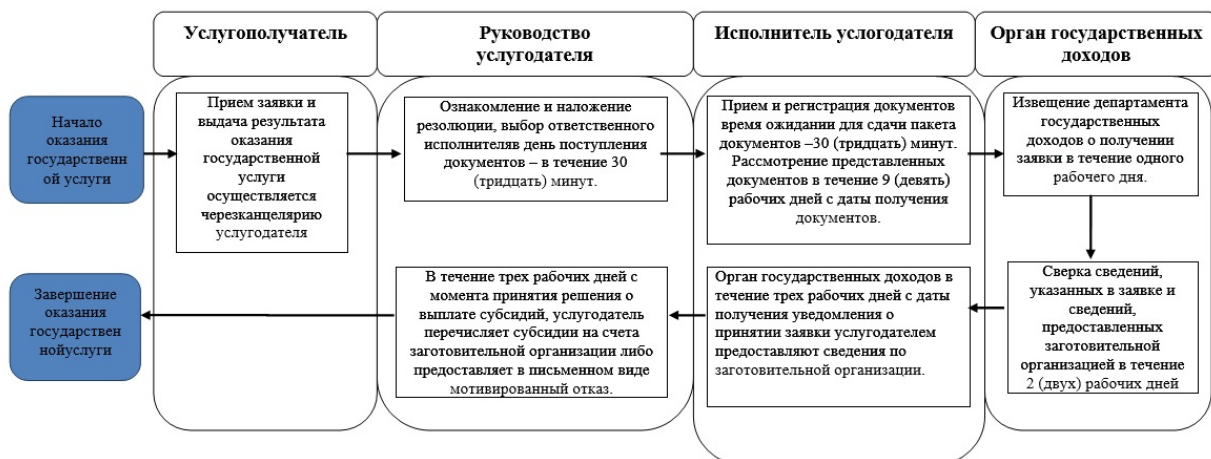 Услугополучатель
Руководство
услугодателя
Исполнитель услогодателя
Орган государственных
доходов
Начало
оказания
государственн
ой услуги
Прием заявки и
выдача результата
оказания
государственной
услуги
осуществляется
черезканцелярию
услугодателя
Ознакомление и наложение
резолюции, выбор ответственного
исполнителяв день поступления
документов – в течение 30
(тридцать) минут.
Прием и регистрация документов
время ожидании для сдачи пакета
документов –30 (тридцать) минут.
Рассмотрение представленных
документов в течение 9 (девять)
рабочих дней с даты получения
документов.
Извещение департамента
государственных
доходов о получении
заявки в течение одного
рабочего дня.
Завершение
оказания
государствен
нойуслуги
В течение трех рабочих дней с
момента принятия решения о
выплате субсидий, услугодатель
перечисляет субсидии на счета
заготовительной организации либо
предоставляет в письменном виде
мотивированный отказ.
Орган государственных доходов в
течение трех рабочих дней с даты
получения уведомления о
принятии заявки услугодателем
предоставляют сведения по
заготовительной организации.
Сверка сведений,
указанных в заявке и
сведений,
предоставленных
заготовительной
организацией в течение
2 (двух) рабочих дней